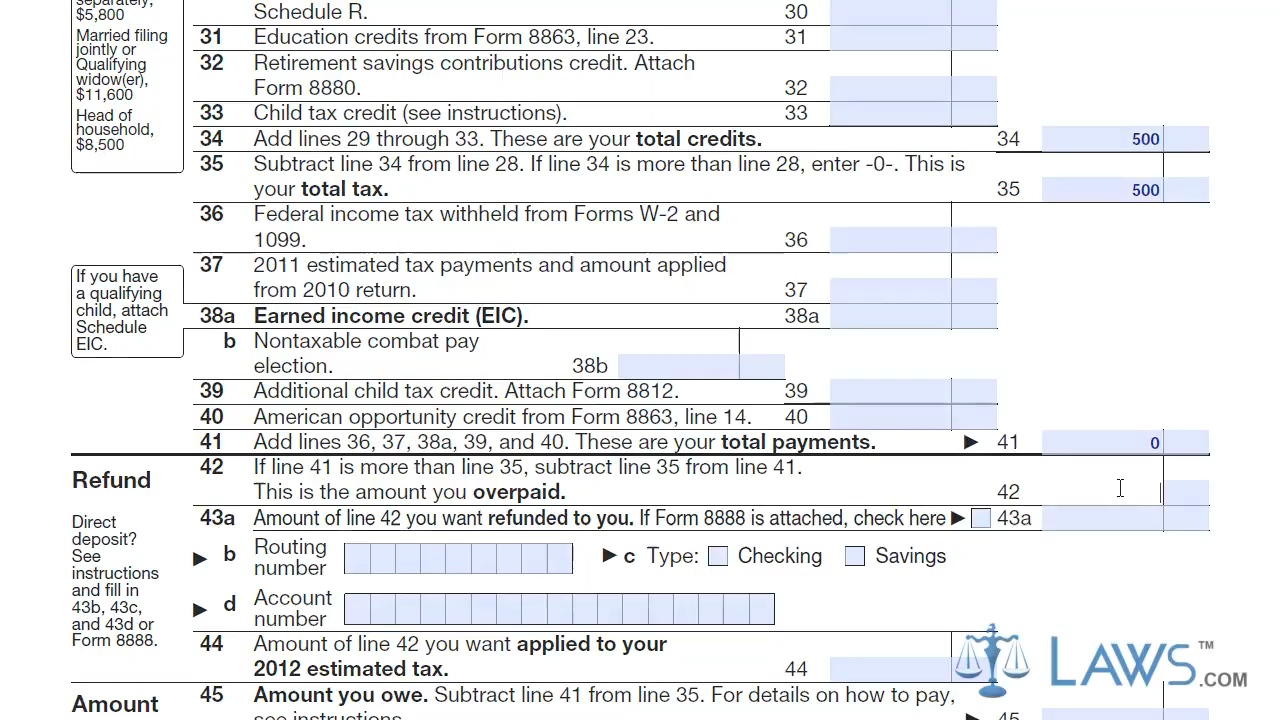 separately,
$5,800
Married filing
jointly or
Qualifying
widow(er),
$11,600
Head of
household,
$8,500
Schedule R. 30
31 Education credits from Form 8863, line 23. 31
32 Retirement savings contributions credit. Attach
Form 8880. 32
33 Child tax credit (see instructions). 33
34 Add lines 29 through 33. These are your total credits. 34 500
35 Subtract line 34 from line 28. If line 34 is more than line 28, enter -0-. This is
your total tax. 35 500
36 Federal income tax withheld from Forms W-2 and
1099. 36
37 2011 estimated tax payments and amount applied
from 2010 return. 37
If you have
a qualifying
child, attach
Schedule
EIC.
38a Earned income credit (EIC). 38a
b Nontaxable combat pay
election. 38b
39 Additional child tax credit. Attach Form 8812. 39
40 American opportunity credit from Form 8863, line 14. 40
41 Add lines 36, 37, 38a, 39, and 40. These are your total payments. ▶ 41 0
Refund
42 If line 41 is more than line 35, subtract line 35 from line 41.
This is the amount you overpaid. 42
43a Amount of line 42 you want refunded to you. If Form 8888 is attached, check here ▶ 43a
Direct
deposit?
See
instructions
and fill in
43b, 43c,
and 43d or
Form 8888.
▶ b Routing
number
▶ c Type: Checking Savings
▶ d Account
number
44 Amount of line 42 you want applied to your
2012 estimated tax. 44
LAWS™.COM
Amount
45 Amount you owe. Subtract line 41 from line 35. For details on how to pay,
see instructions. ▶ 45